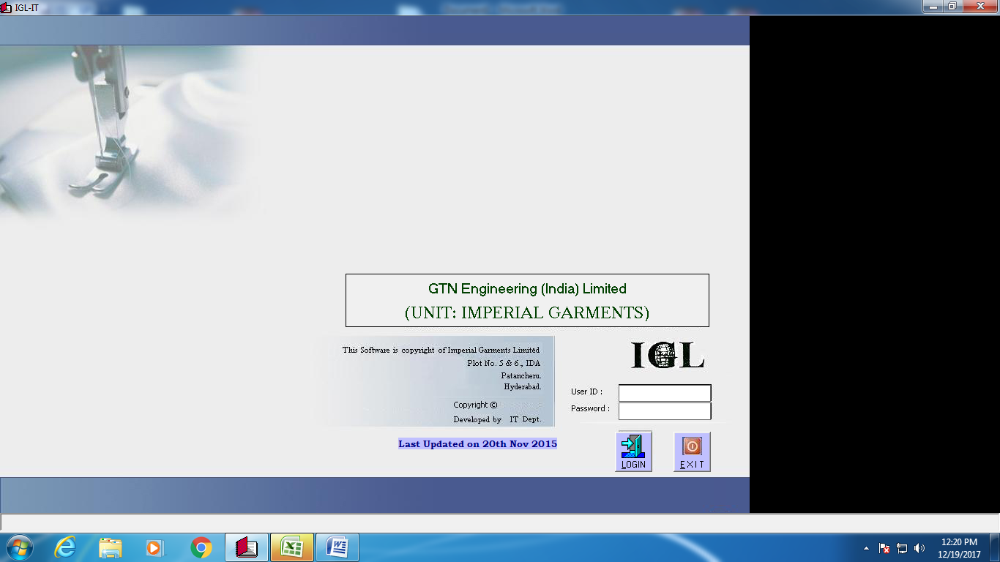 IGL-IT
GTN Engineering (India) Limited
(UNIT: IMPERIAL GARMENTS)
This Software is copyright of Imperial Garments Limited
Plot No. 5 & 6., IDA
Patancheru.
Hyderabad.
Copyright ©
Developed by IT Dept.
Last Updated on 20th Nov 2015
IGL
User ID :
Password :
LOGIN
EXIT
12:20 PM
12/19/2017